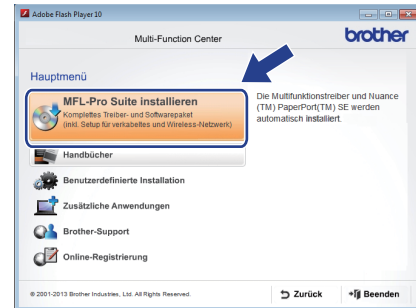 Adobe Flash Player 10
Multi-Function Center
brother
Hauptmenü
MFL-Pro Suite installieren
Komplettes Treiber- und Softwarepaket
(inkl. Setup für verkabeltes und Wireless-Netzwerk)
Die Multifunktionstreiber und Nuance
(TM) PaperPort(TM) SE werden
automatisch installiert.
Handbücher
Benutzerdefinierte Installation
Zusätzliche Anwendungen
Brother-Support
Online-Registrierung
© 2001-2013 Brother Industries, Ltd. All Rights Reserved.
Zurück
Beenden